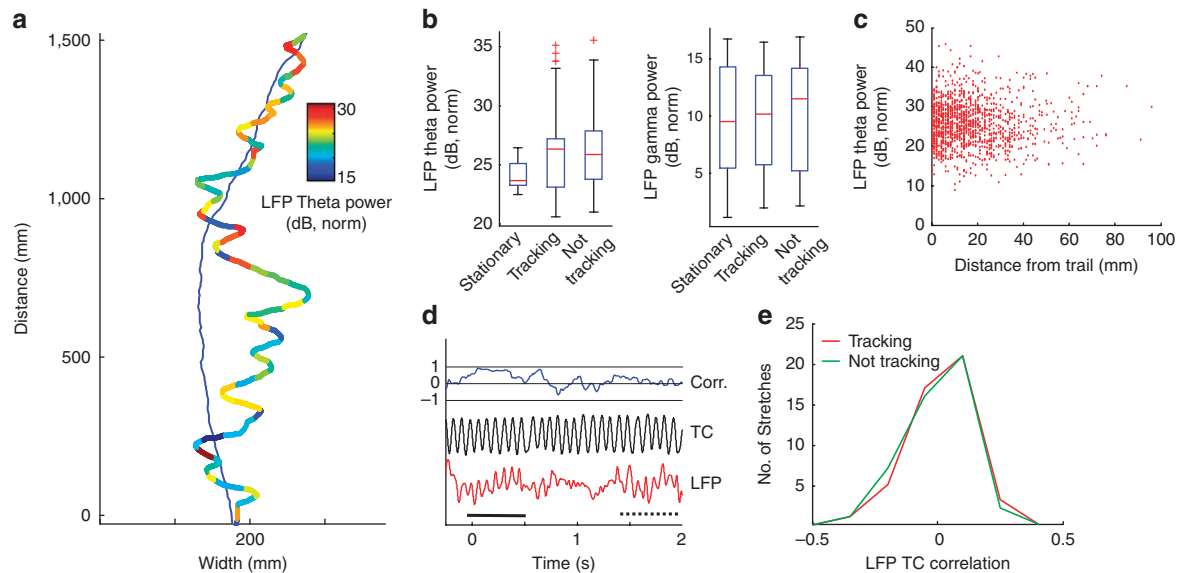 a
1,500
1,000
500
0
Distance (mm)
200
Width (mm)
30
15
LFP Theta power
(dB, norm)
b
LFP theta power
(dB, norm)
35
30
25
20
Stationary
Tracking
Not
tracking
LFP gamma power
(dB, norm)
15
10
5
Stationary
Tracking
Not
tracking
c
LFP theta power
(dB, norm)
50
40
30
20
10
0
0
20
40
60
80
100
Distance from trail (mm)
d
1
0
–1
Corr.
TC
LFP
0
1
2
Time (s)
e
No. of Stretches
25
20
15
10
5
Tracking
Not tracking
–0.5
0
0.5
LFP TC correlation